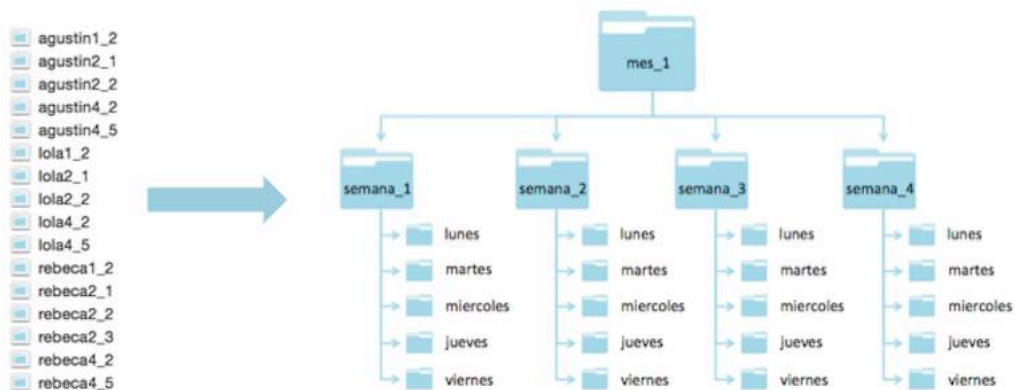 agustin1_2
agustin2_1
agustin2_2
agustin4_2
agustin4_5
lola1_2
lola2_1
lola2_2
lola4_2
lola4_5
rebeca1_2
rebeca2_1
rebeca2_2
rebeca2_3
rebeca4_2
rebeca4_5
mes_1
semana_1 semana_2 semana_3 semana_4
lunes lunes lunes lunes
martes martes martes martes
miercoles miercoles miercoles miercoles
jueves jueves jueves jueves
viernes viernes viernes viernes